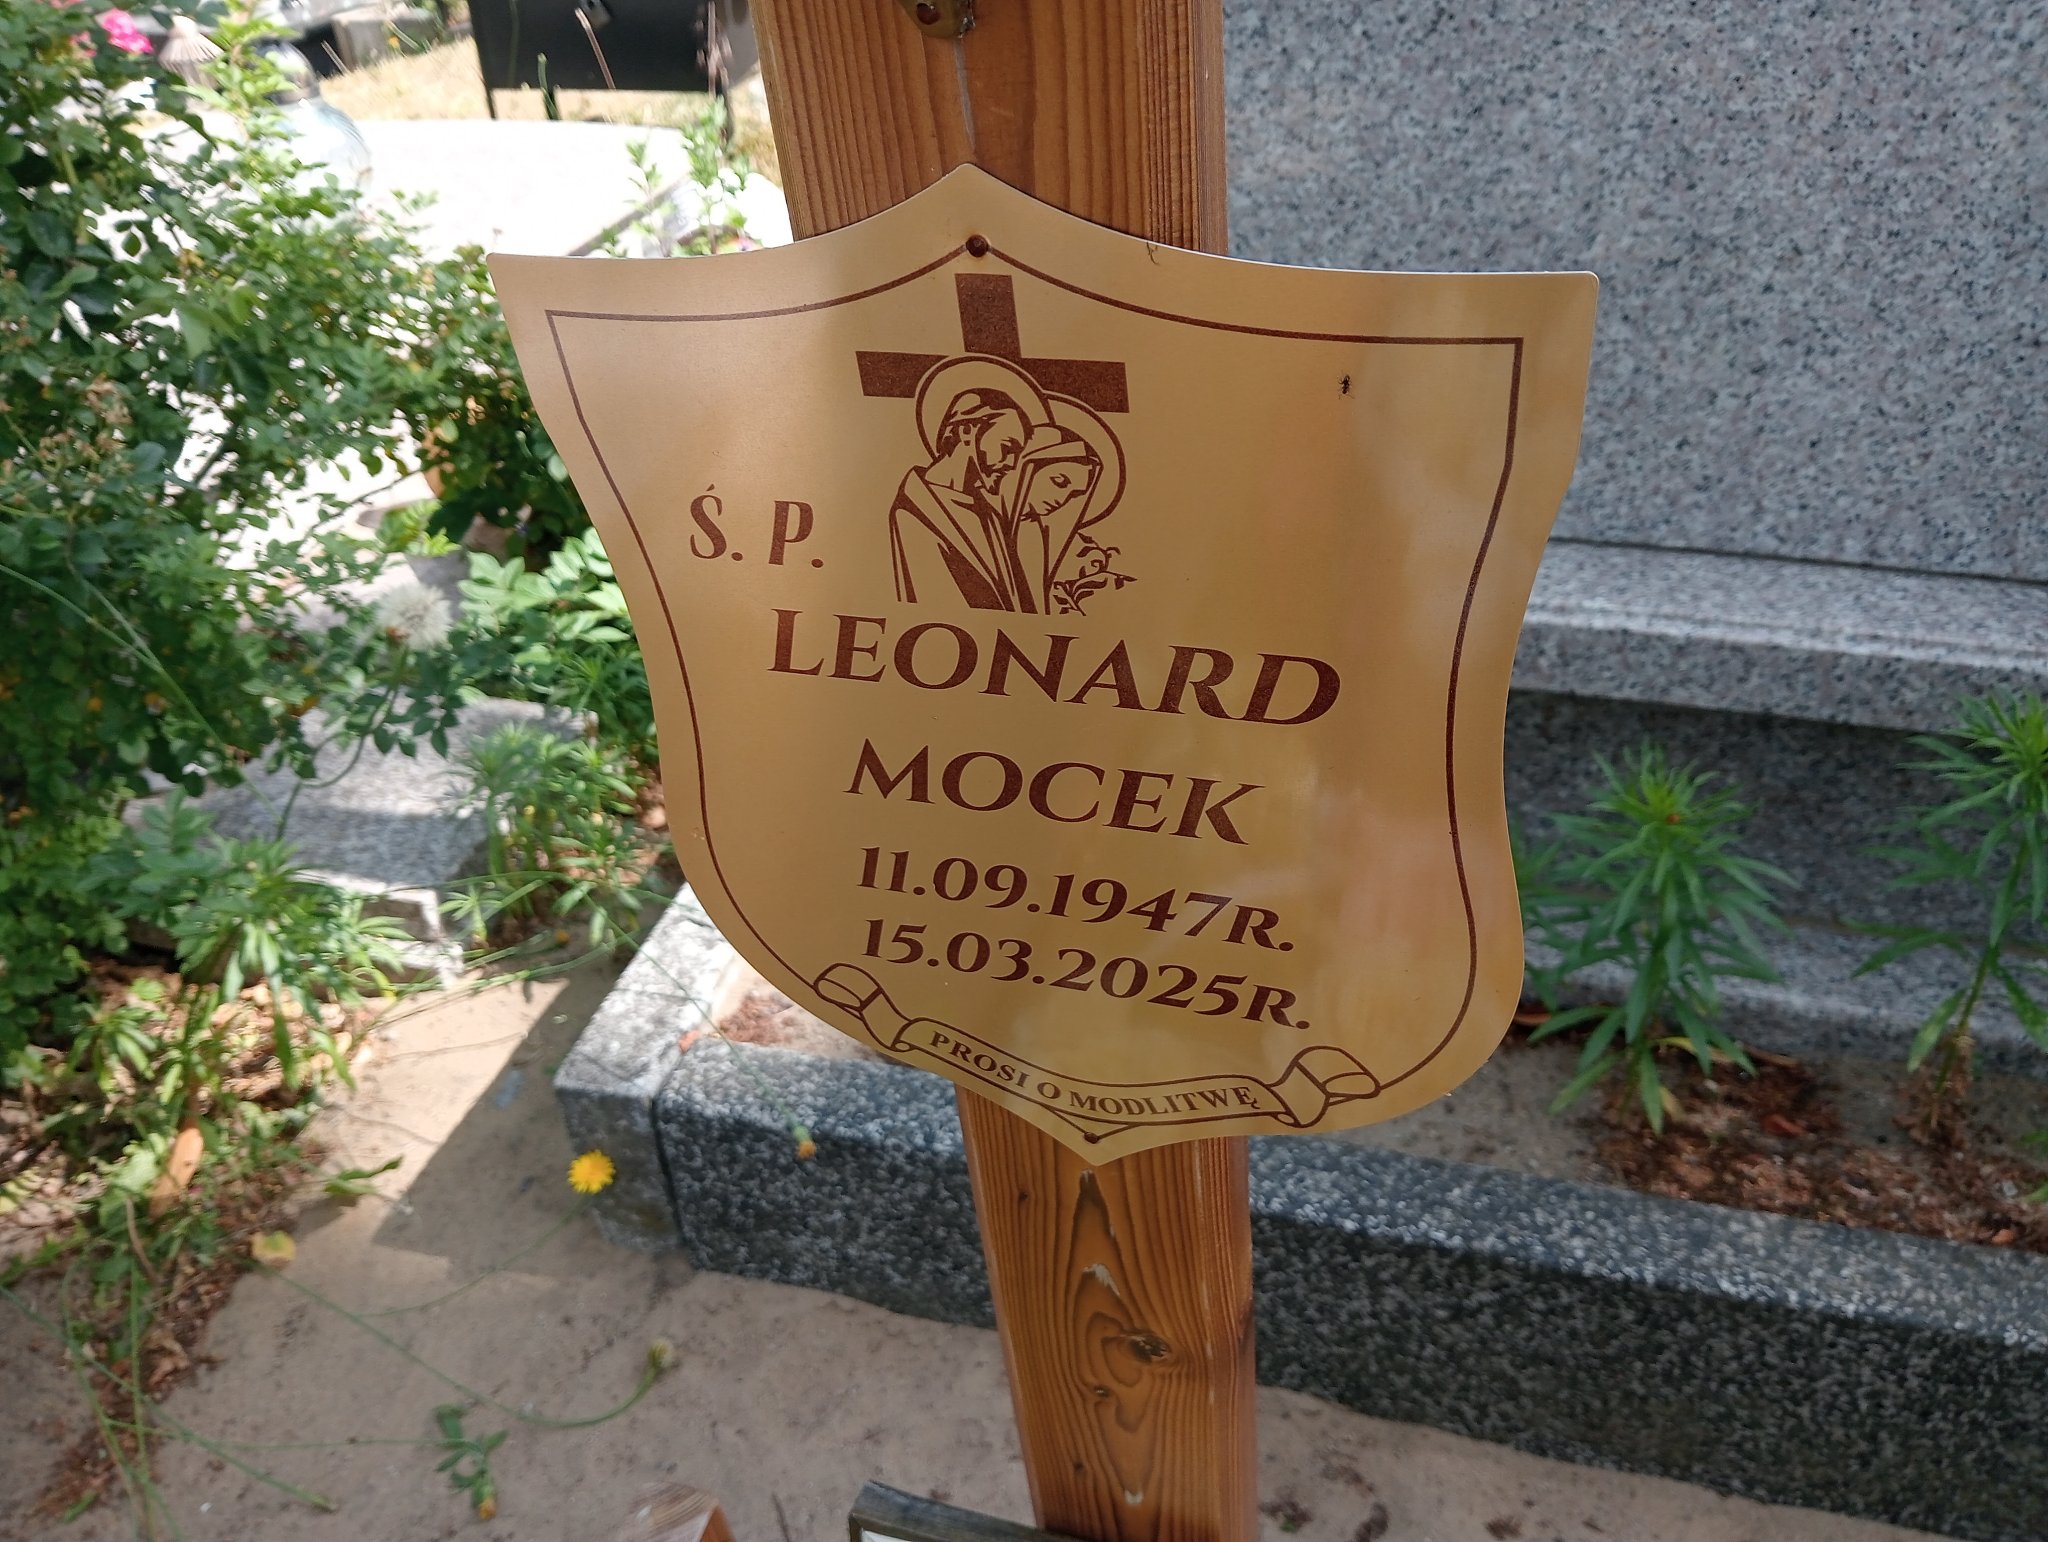 Ś. P.
LEONARD
MOCEK
11.09.1947R.
15.03.2025R.
PROSI O MODLITWĘ